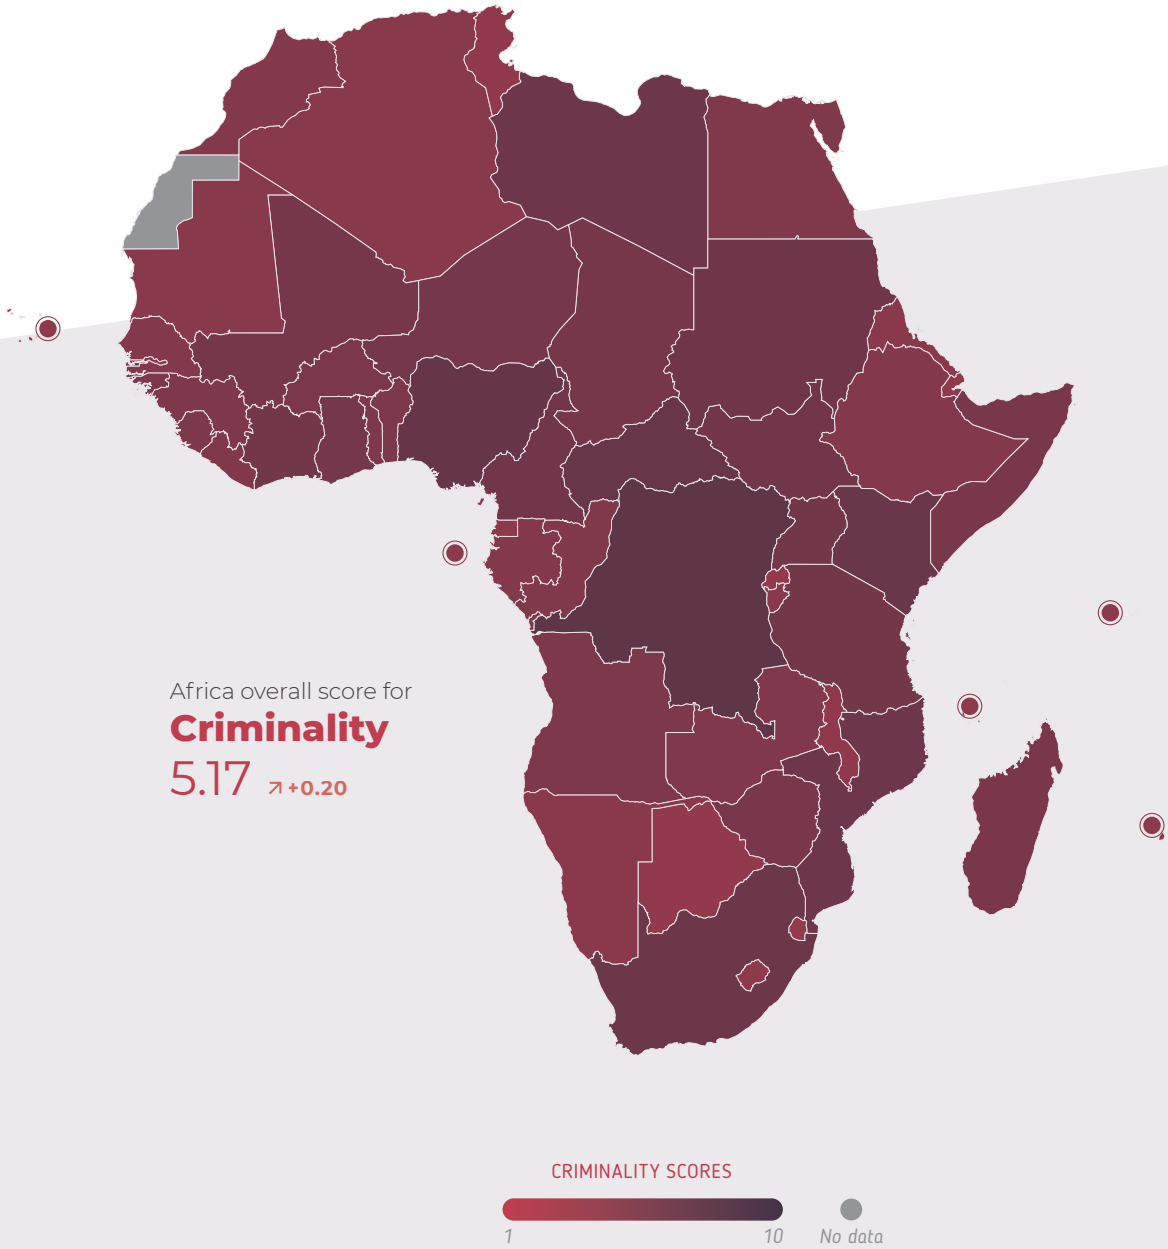 Africa overall score for
Criminality
5.17 ↗+0.20
CRIMINALITY SCORES
1 10 No data